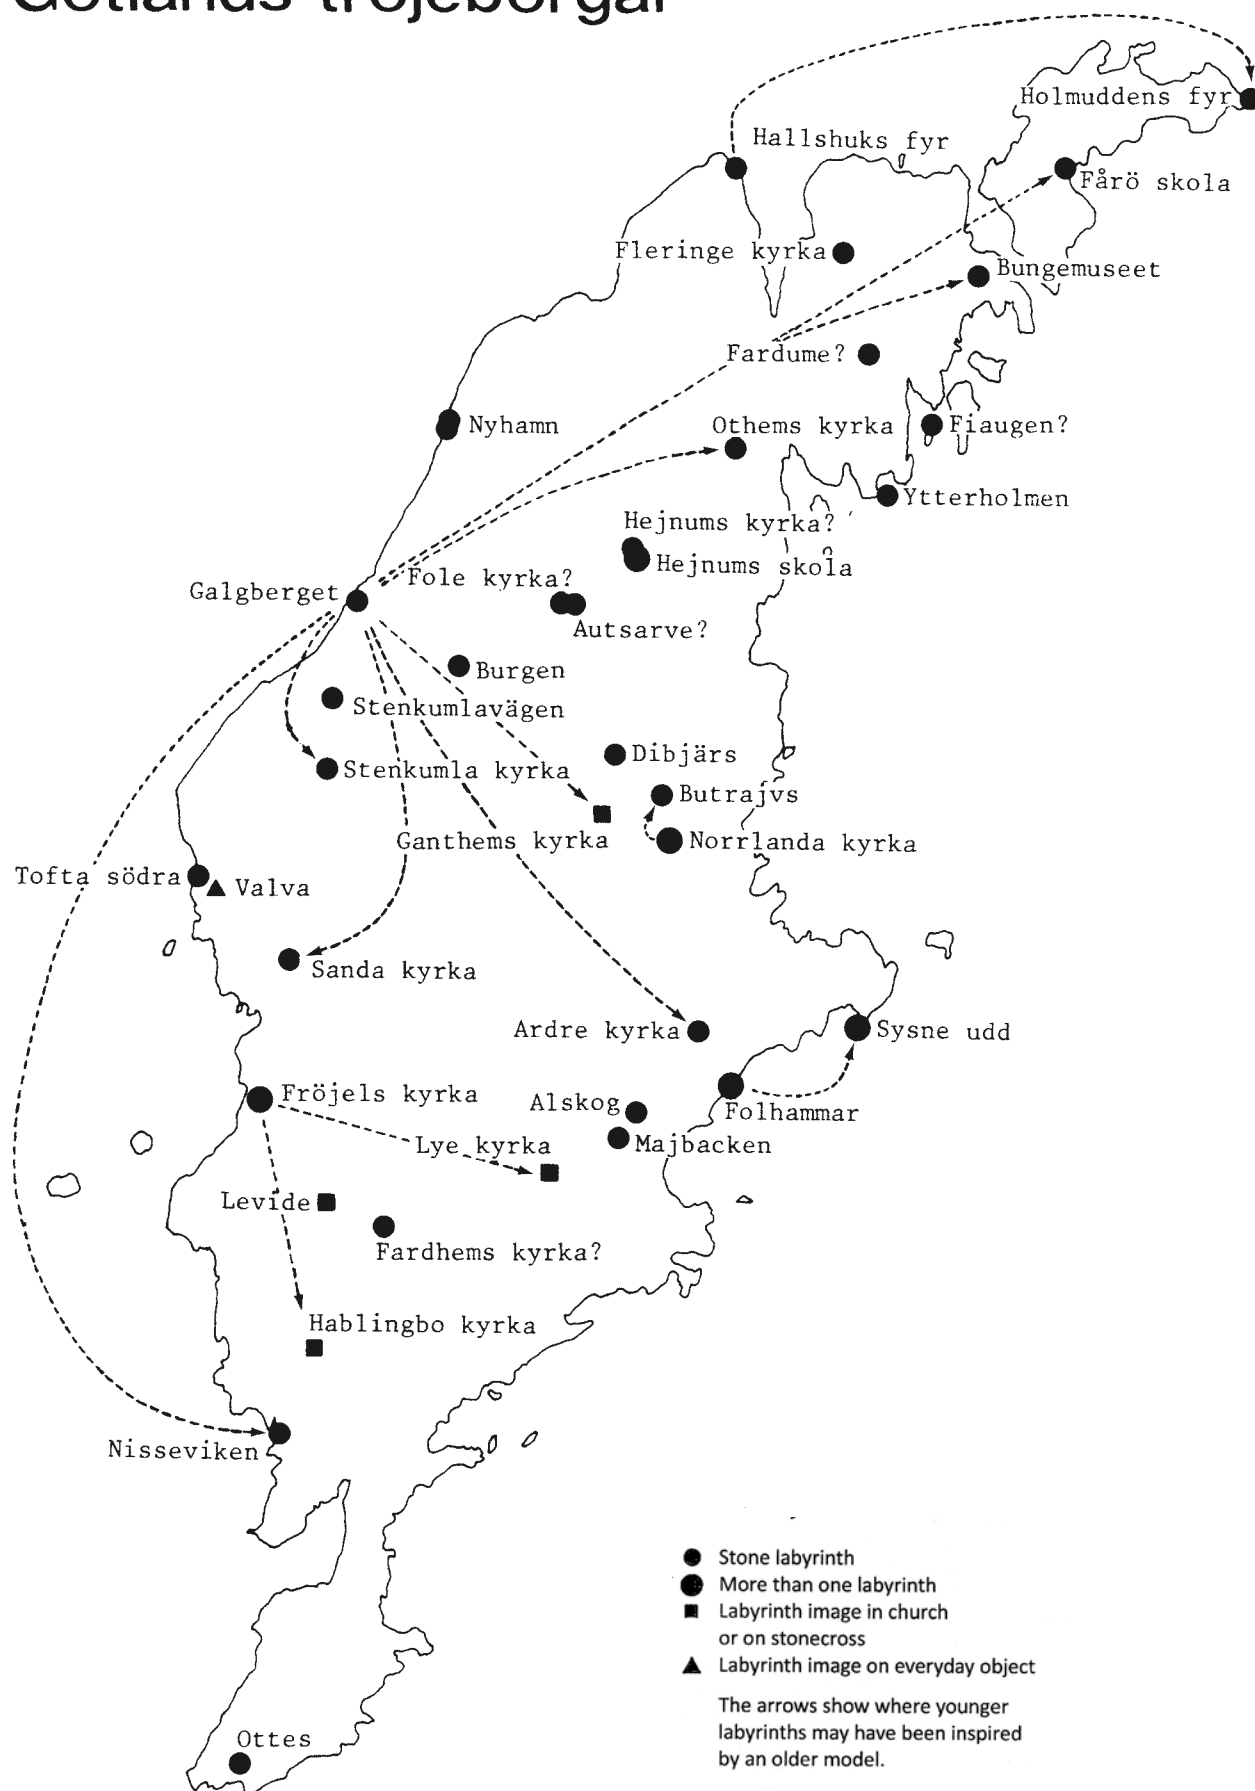 Gotlands trojeborgar
Holmuddens fyr
Hallshuks fyr
Fårö skola
Fleringe kyrka
Bungemuseet
Fardume?
Nyhamn
Othems kyrka
Fiaugen?
Ytterholmen
Hejnums kyrka?
Hejnums skola
Fole kyrka?
Galgberget
Autsarve?
Burgen
Stenkumlavägen
Dibjärs
Stenkumla kyrka
Butrajvs
Ganthems kyrka
Norrlanda kyrka
Tofta södra
Valva
Sanda kyrka
Ardre kyrka
Sysne udd
Fröjels kyrka
Alskog
Folhammar
Lye kyrka
Majbacken
Levide
Fardhems kyrka?
Hablingbo kyrka
Nisseviken
Stone labyrinth
More than one labyrinth
Labyrinth image in church
or on stonecross
Labyrinth image on everyday object
The arrows show where younger
labyrinths may have been inspired
by an older model.
Ottes